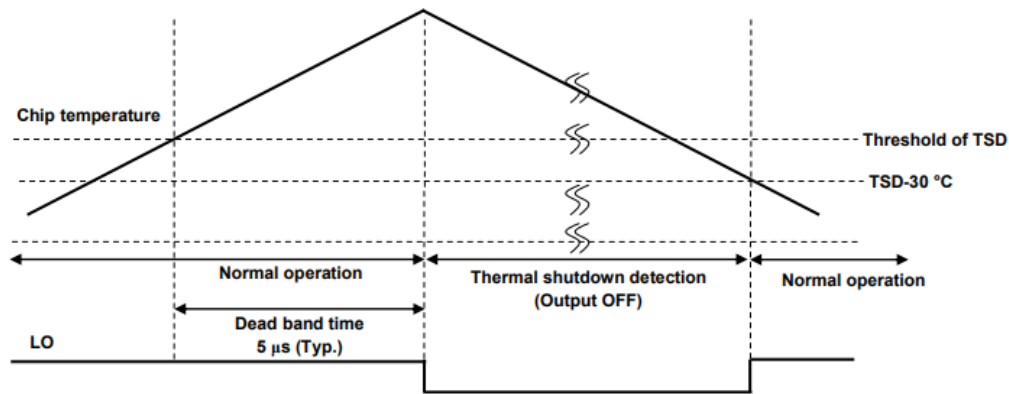 Chip temperature
Threshold of TSD
TSD-30 °C
Normal operation
Thermal shutdown detection
(Output OFF)
Normal operation
Dead band time
5 μs (Typ.)
LO